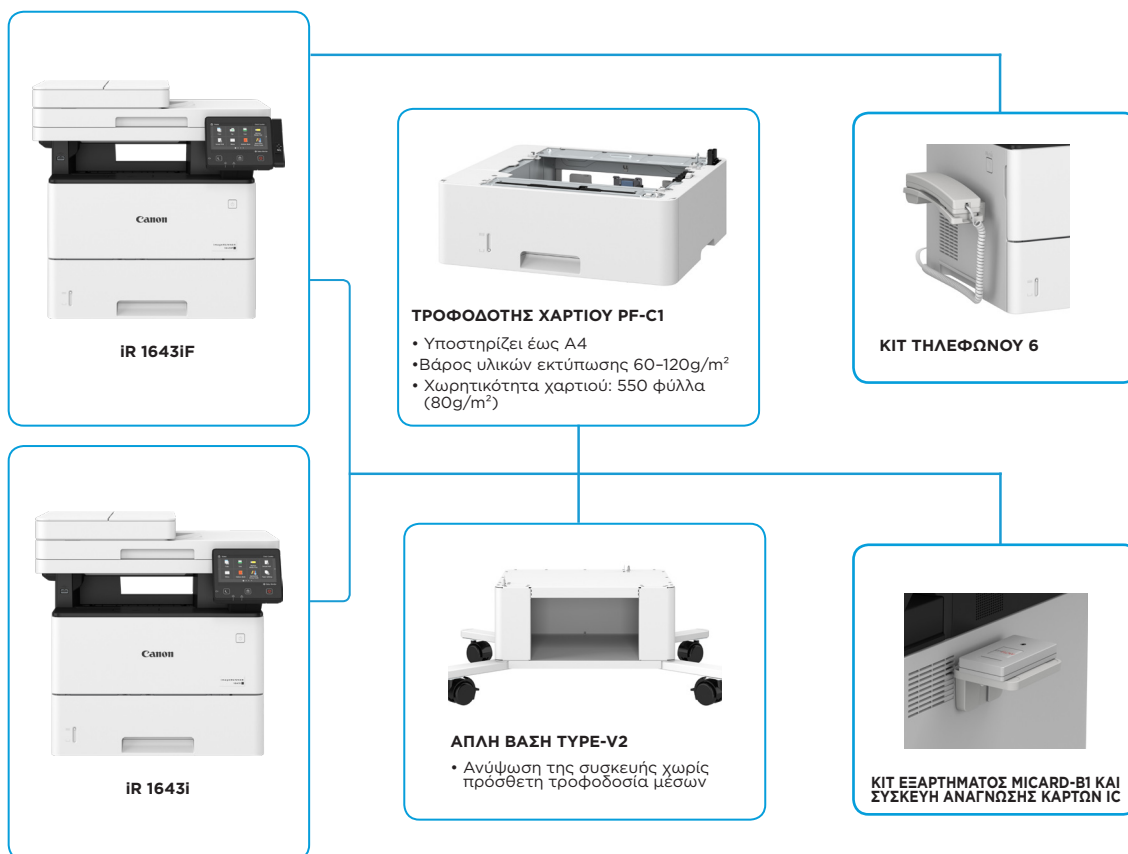 Canon
iR 1643iF
ΤΡΟΦΟΔΟΤΗΣ ΧΑΡΤΙΟΥ PF-C1
• Υποστηρίζει έως A4
•Βάρος υλικών εκτύπωσης 60–120g/m²
• Χωρητικότητα χαρτιού: 550 φύλλα
(80g/m²)
ΚΙΤ ΤΗΛΕΦΩΝΟΥ 6
Canon
iR 1643i
ΑΠΛΗ ΒΑΣΗ TYPE-V2
• Ανύψωση της συσκευής χωρίς
πρόσθετη τροφοδοσία μέσων
ΚΙΤ ΕΞΑΡΤΗΜΑΤΟΣ MICARD-B1 ΚΑΙ
ΣΥΣΚΕΥΗ ΑΝΑΓΝΩΣΗΣ ΚΑΡΤΩΝ IC